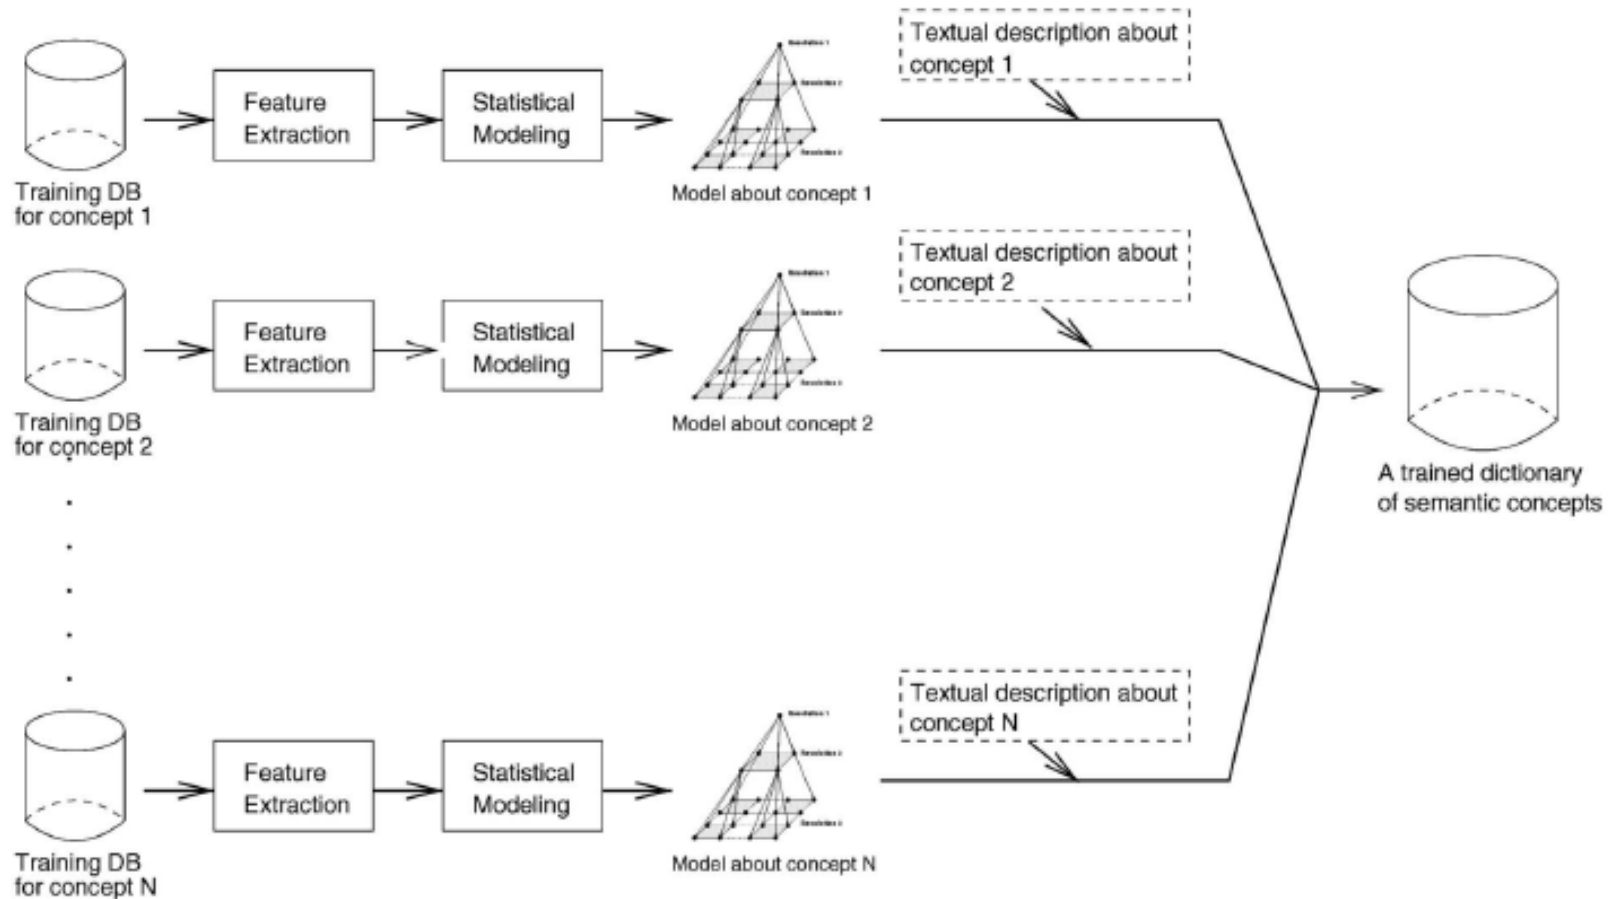 Textual description about
concept 1
Feature
Extraction
Statistical
Modeling
Training DB
for concept 1
Model about concept 1
Textual description about
concept 2
Feature
Extraction
Statistical
Modeling
Training DB
for concept 2
Model about concept 2
A trained dictionary
of semantic concepts
Textual description about
concept N
Feature
Extraction
Statistical
Modeling
Training DB
for concept N
Model about concept N